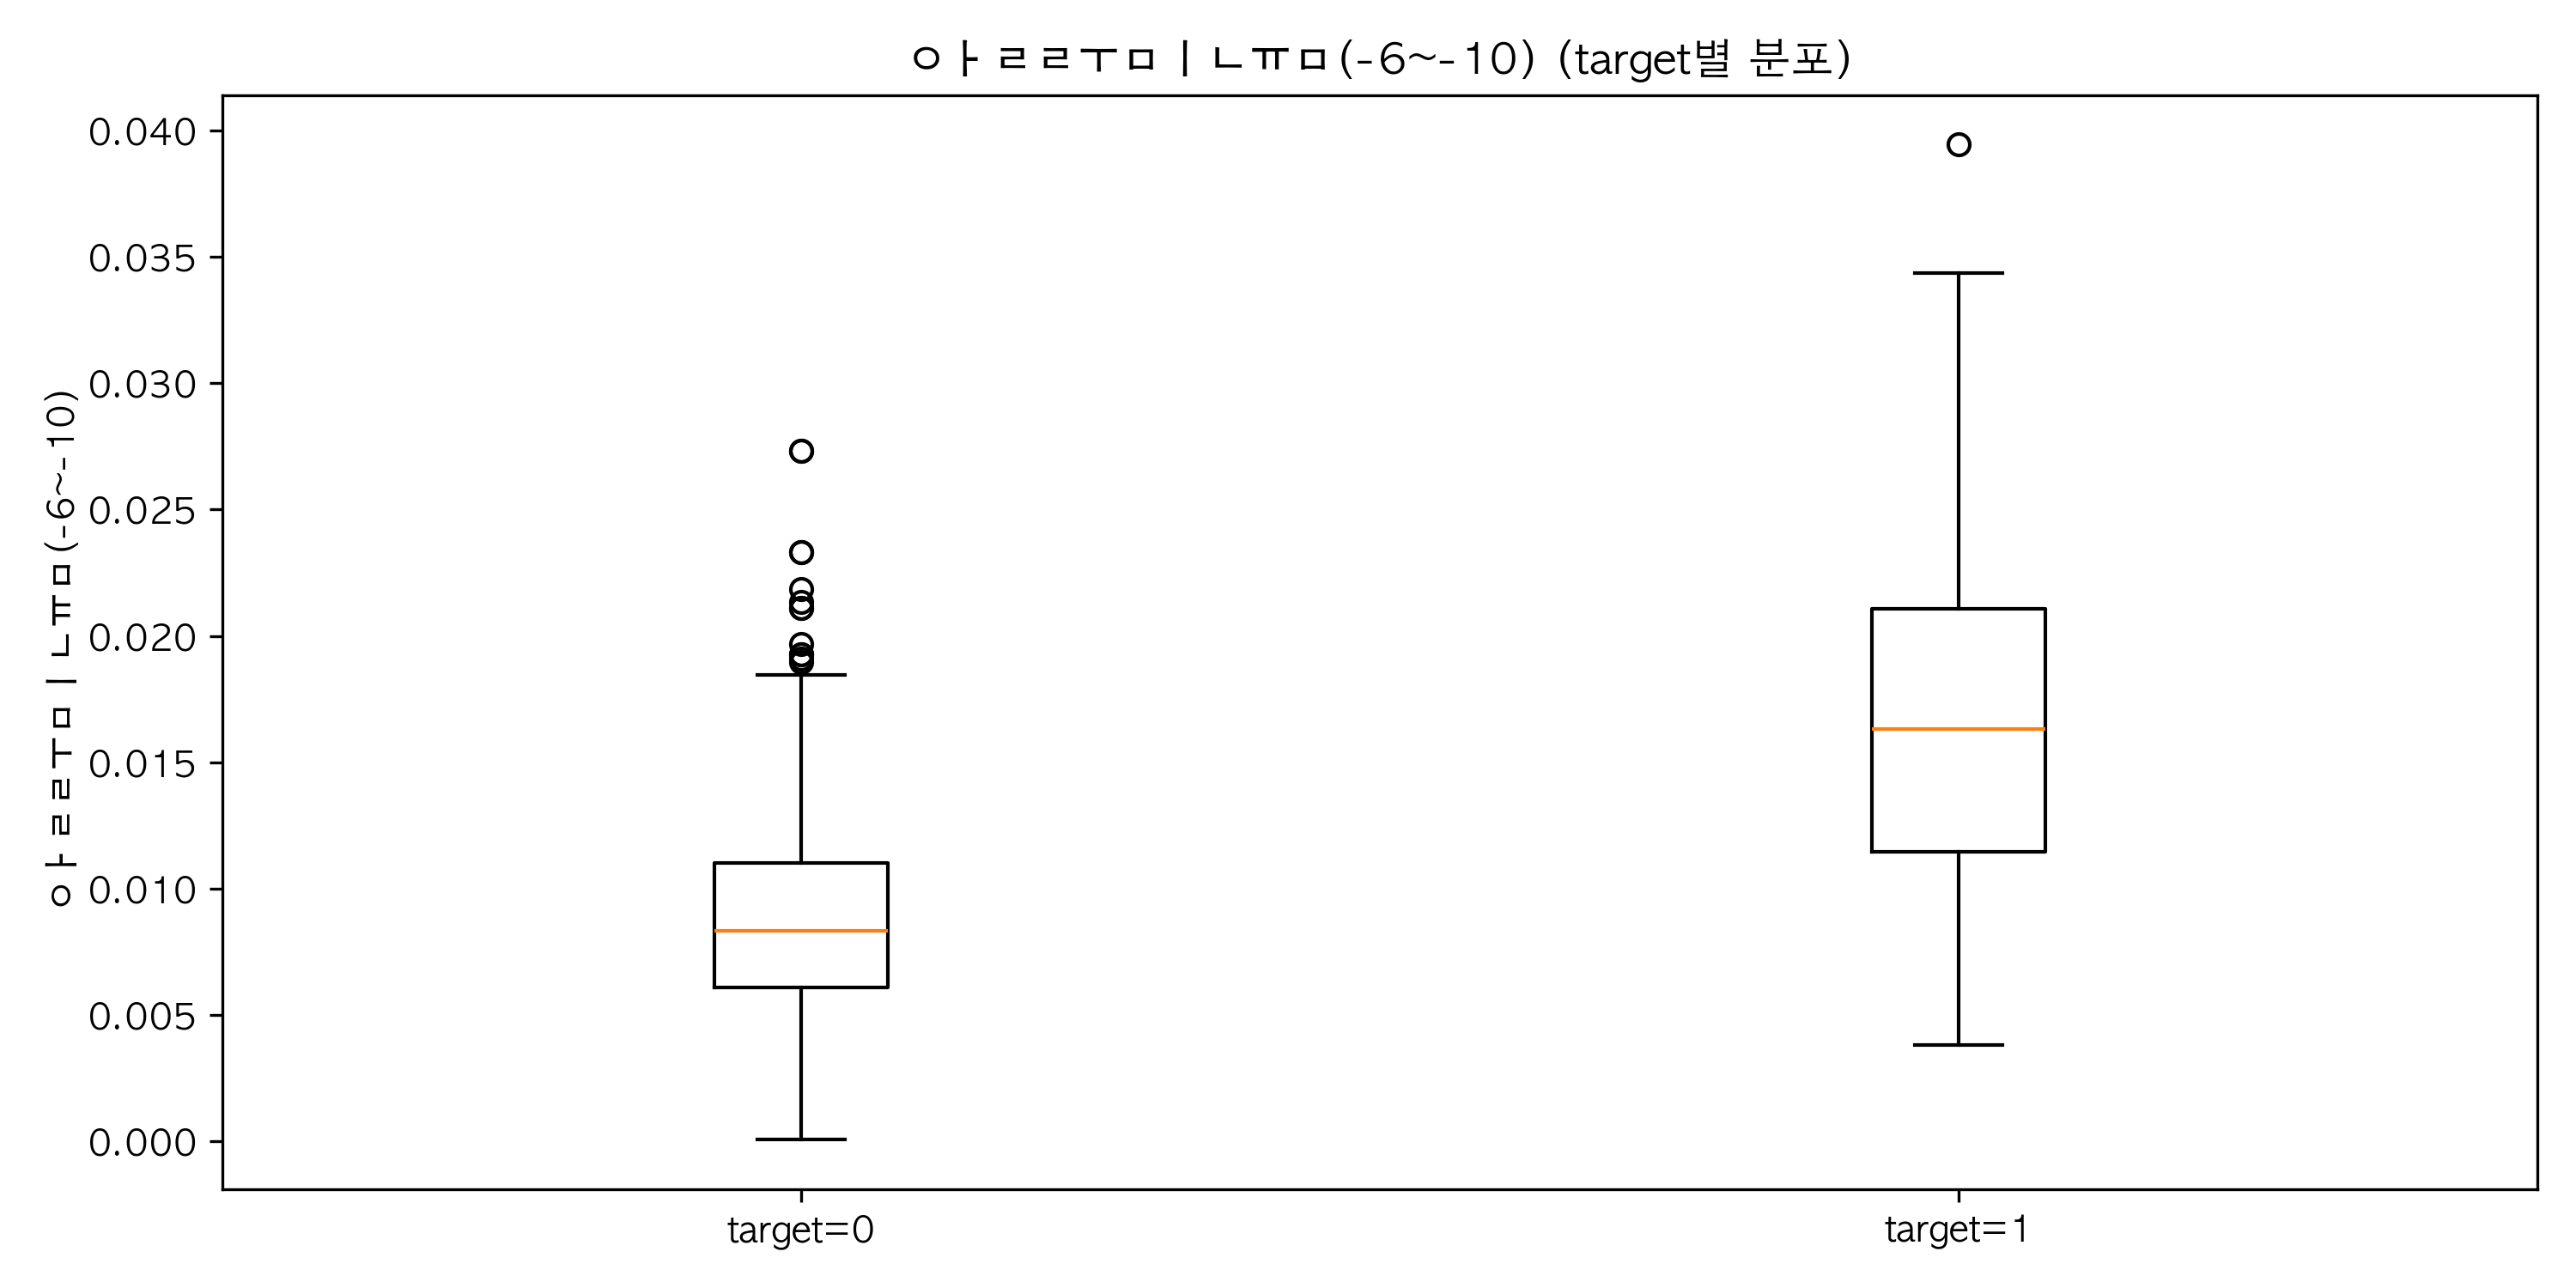 ㅇㅏㄹㄹㅜㅁㅣㄴㅠㅁ(-6~-10) (target별 분포)
ㅇㅏㄹㄹㅜㅁㅣㄴㅠㅁ(-6~-10)
0.040
0.035
0.030
0.025
0.020
0.015
0.010
0.005
0.000
target=0
target=1